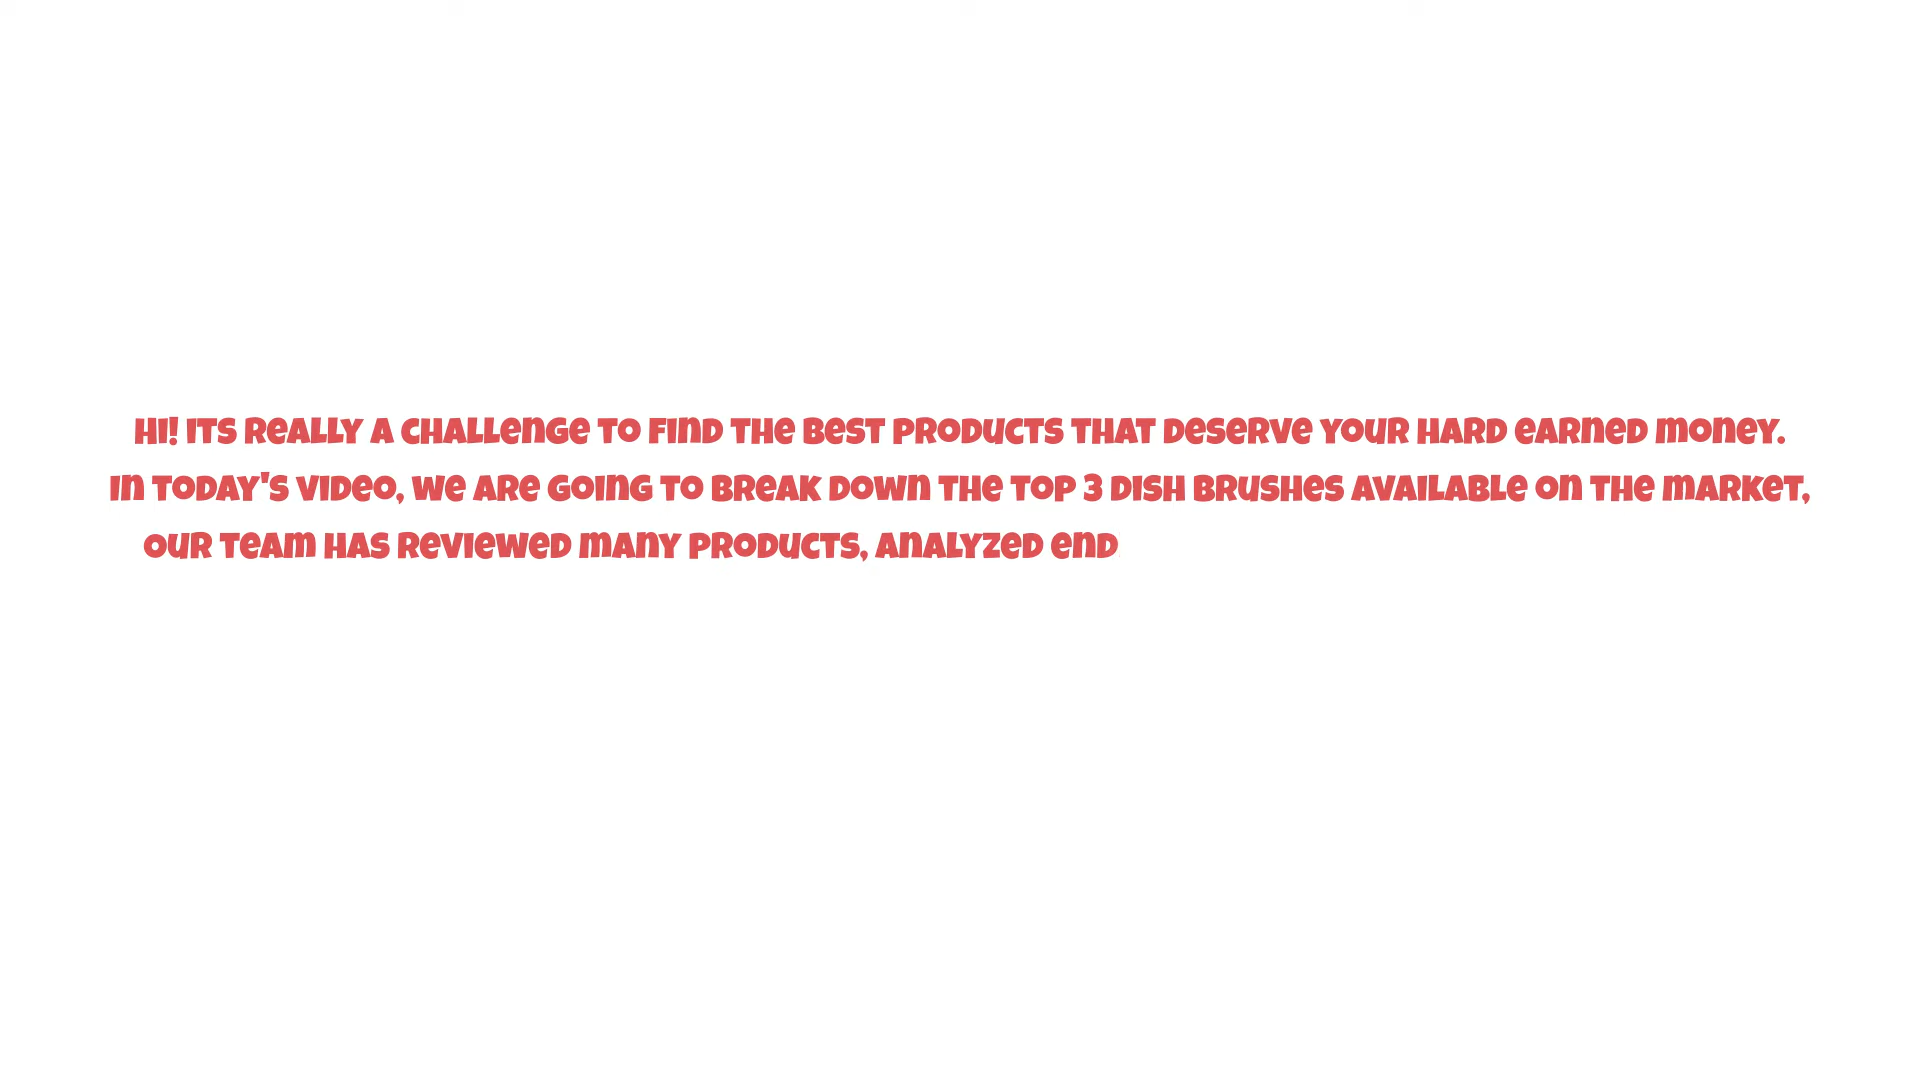 Hi! Its really a challenge to find the best products that deserve your hard earned money.
In today's video, we are going to break down the top 3 dish brushes available on the market,
our team has reviewed many products, analyzed end